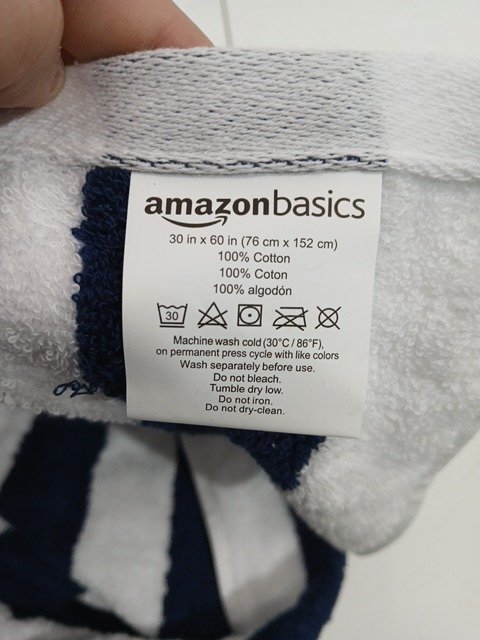 amazonbasics
30 in x 60 in (76 cm x 152 cm)
100% Cotton
100% Coton
100% algodón
30
Machine wash cold (30°C / 86°F),
on permanent press cycle with like colors
Wash separately before use.
Do not bleach.
Tumble dry low.
Do not iron.
Do not dry-clean.